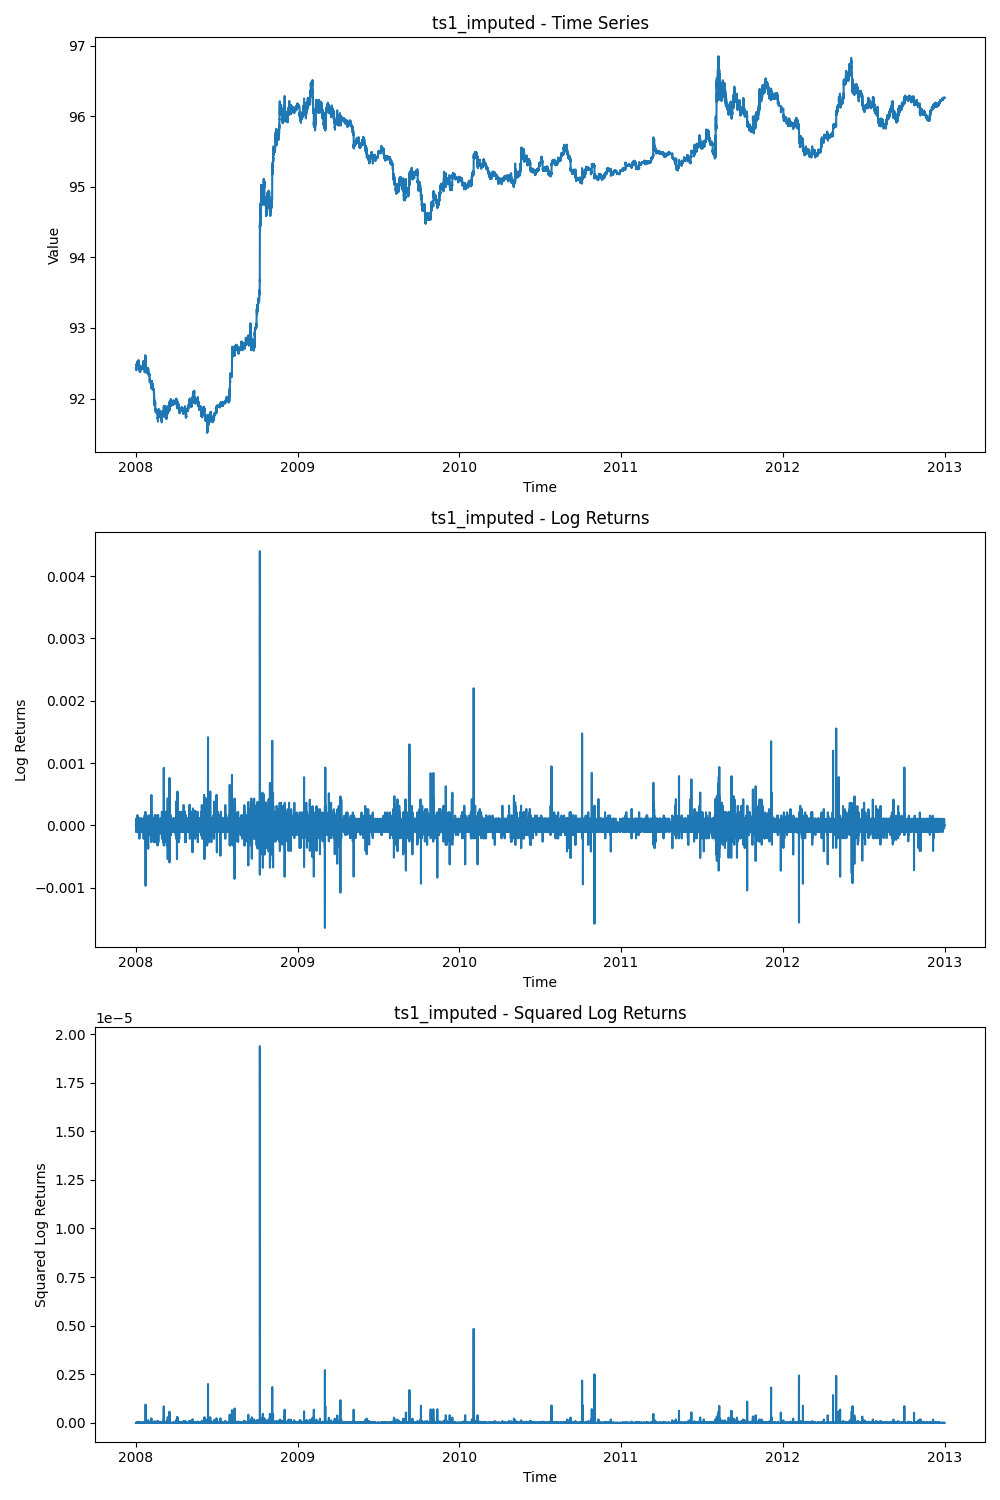 ts1_imputed - Time Series
97
96
95
94
93
92
Value
2008 2009 2010 2011 2012 2013
Time
ts1_imputed - Log Returns
0.004
0.003
0.002
0.001
0.000
−0.001
Log Returns
2008 2009 2010 2011 2012 2013
Time
ts1_imputed - Squared Log Returns
1e−5
2.00
1.75
1.50
1.25
1.00
0.75
0.50
0.25
0.00
Squared Log Returns
2008 2009 2010 2011 2012 2013
Time